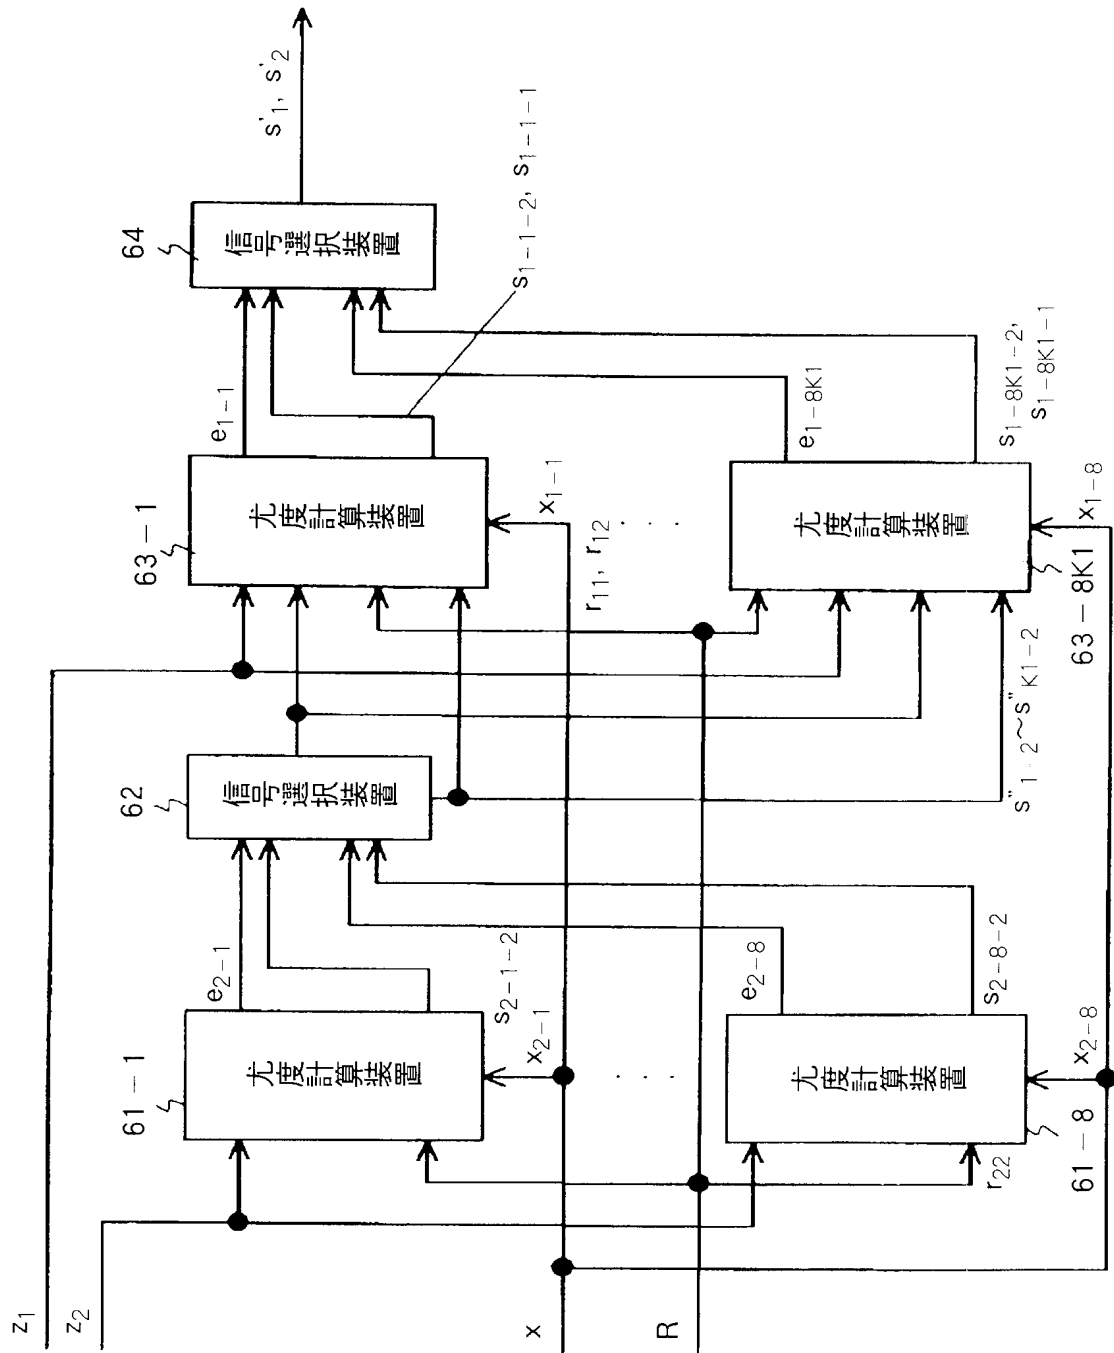 z1
z2
x
R
61-1
尤度計算装置
e2-1
s2-1-2
x2-1
61-8
尤度計算装置
r22
e2-8
s2-8-2
x2-8
62
信号選択装置
s"1-2~s"K1-2
63-1
尤度計算装置
e1-1
s1-1-2, s1-1-1
x1-1
r11, r12
63-8K1
尤度計算装置
e1-8K1
s1-8K1-2,
s1-8K1-1
x1-8
64
信号選択装置
s'1, s'2